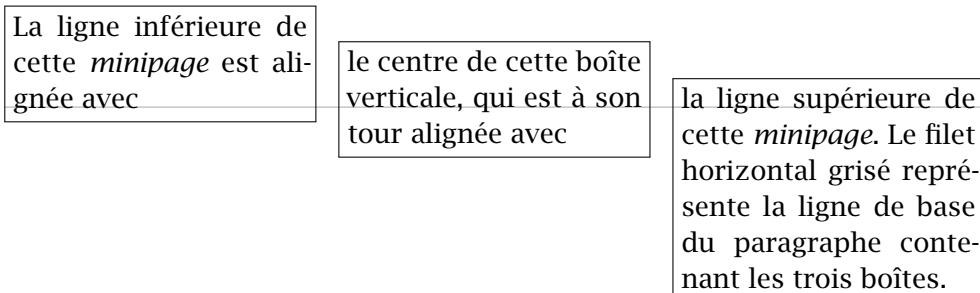 La ligne inférieure de
cette minipage est ali-
gnée avec
le centre de cette boîte
verticale, qui est à son
tour alignée avec
la ligne supérieure de
cette minipage. Le filet
horizontal grisé repré-
sente la ligne de base
du paragraphe conte-
nant les trois boîtes.